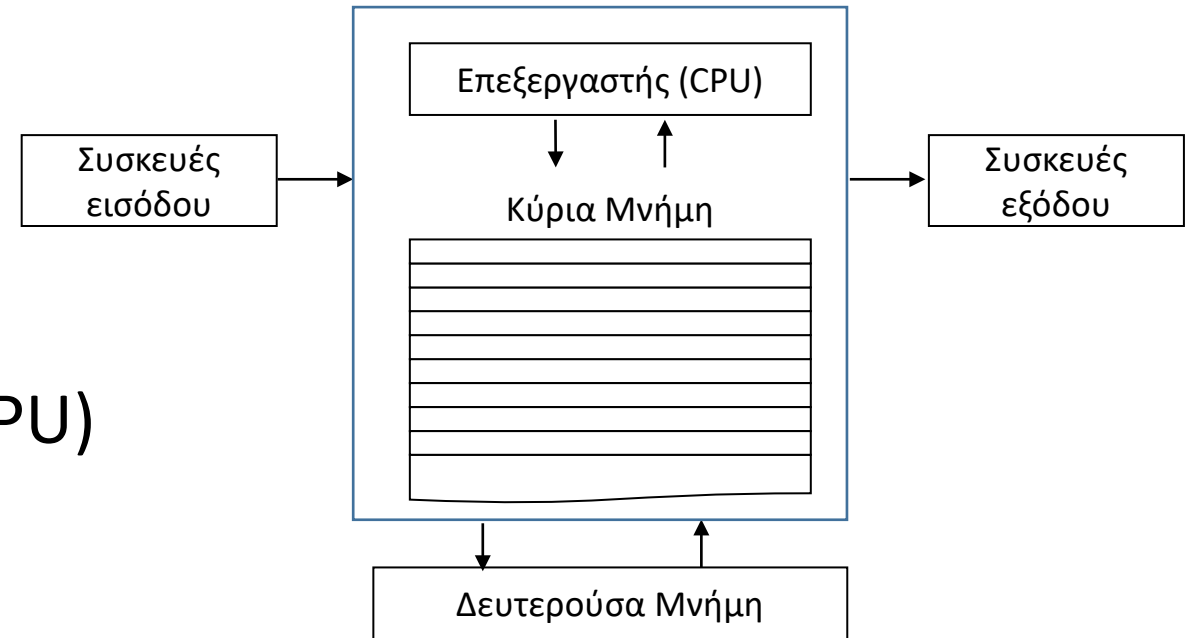 Επεξεργαστής (CPU)
Συσκευές
εισόδου
Συσκευές
εξόδου
Κύρια Μνήμη
PU)
Δευτερούσα Μνήμη